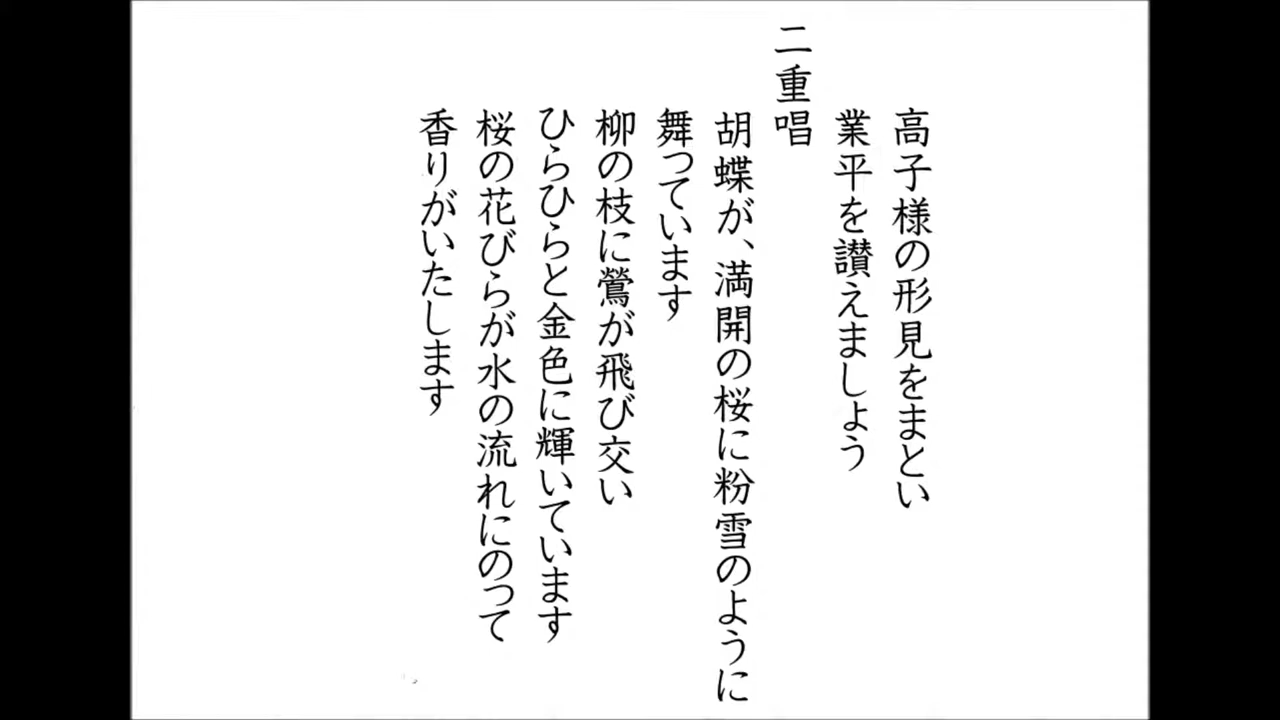 高子様の形見をまとい
業平を讃えましょう
二重唱
胡蝶が、満開の桜に粉雪のように
舞っています
柳の枝に鶯が飛び交い
ひらひらと金色に輝いています
桜の花びらが水の流れにのって
香りがいたします